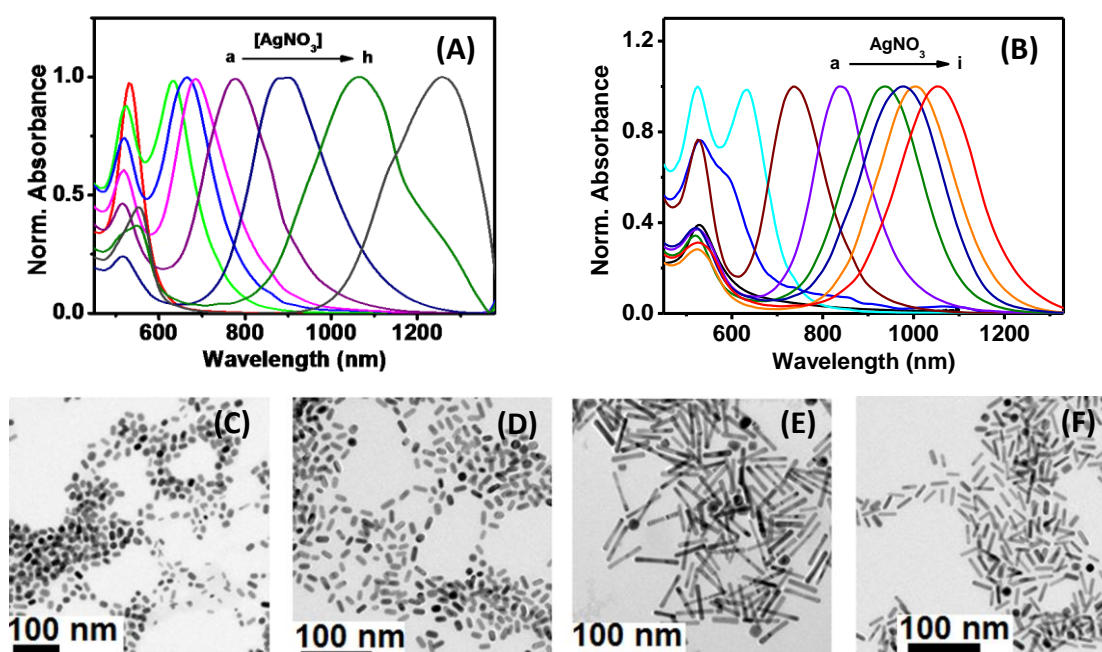 (A)
[AgNO3]
a h
1.0
0.5
0.0
Norm. Absorbance
600 800 1000 1200
Wavelength (nm)
(B)
AgNO3
a i
1.2
0.8
0.4
0.0
Norm. Absorbance
600 800 1000 1200
Wavelength (nm)
(C)
100 nm
(D)
100 nm
(E)
100 nm
(F)
100 nm